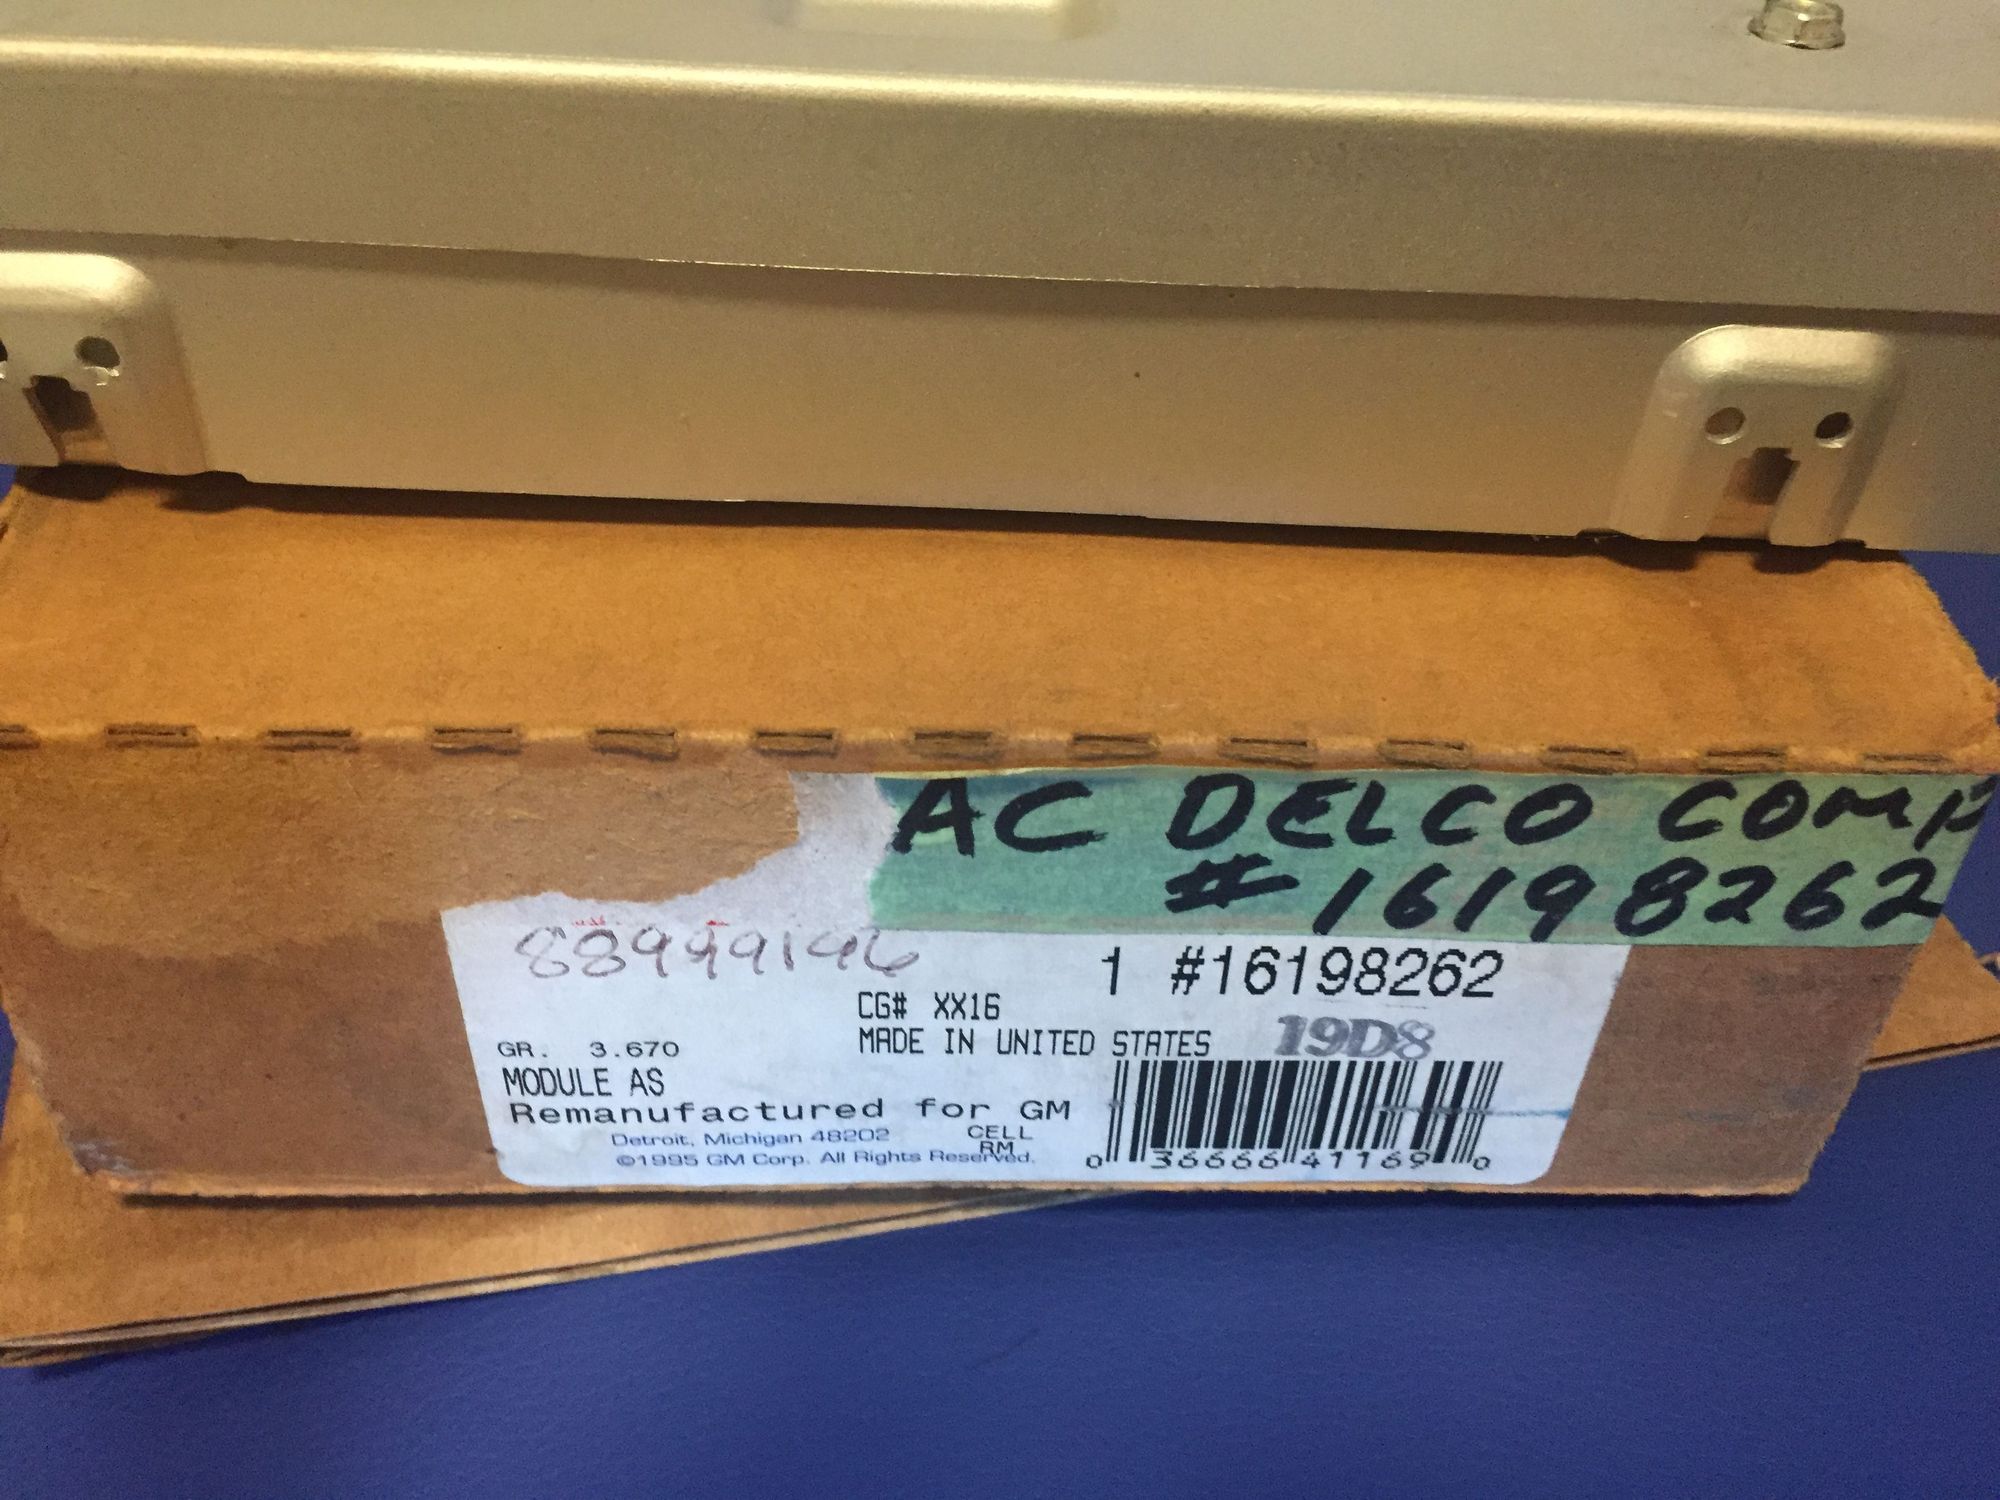 AC DELCO COMP
#16198262
88999196
1 #16198262
CG# XX16
MADE IN UNITED STATES
19D8
GR. 3.670
MODULE AS
Remanufactured for GM
Detroit, Michigan 48202
CELL
RM
©1995 GM Corp. All Rights Reserved.
0 36666 41169 0